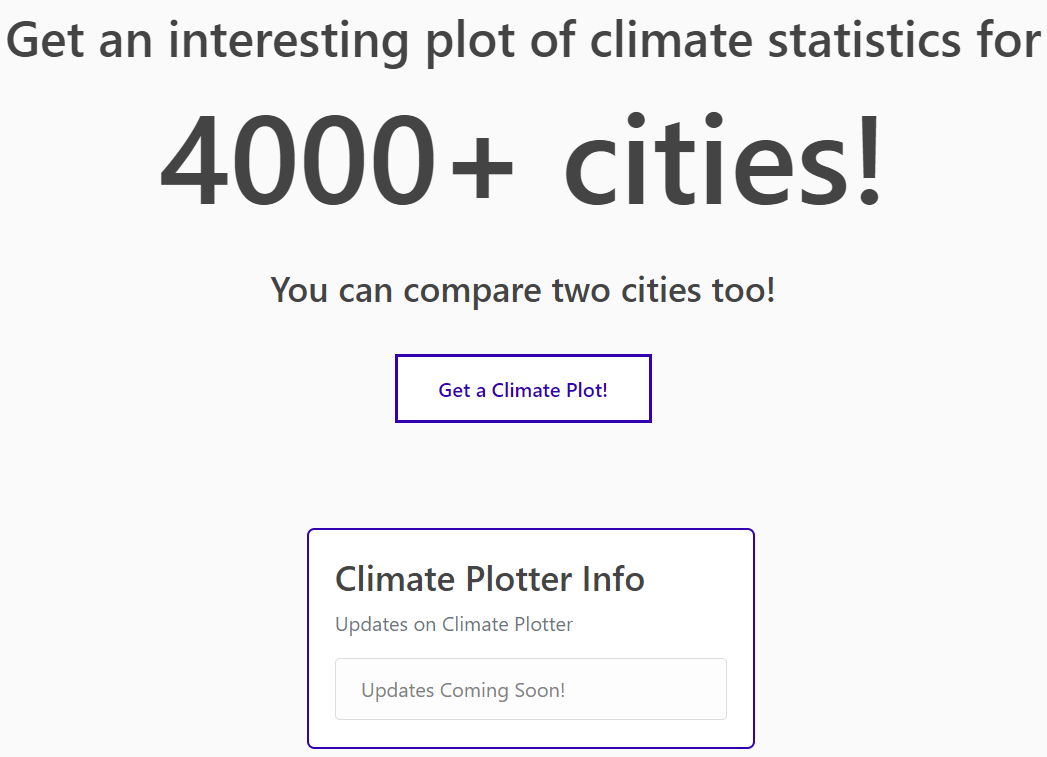 Get an interesting plot of climate statistics for
4000+ cities!
You can compare two cities too!
Get a Climate Plot!
Climate Plotter Info
Updates on Climate Plotter
Updates Coming Soon!